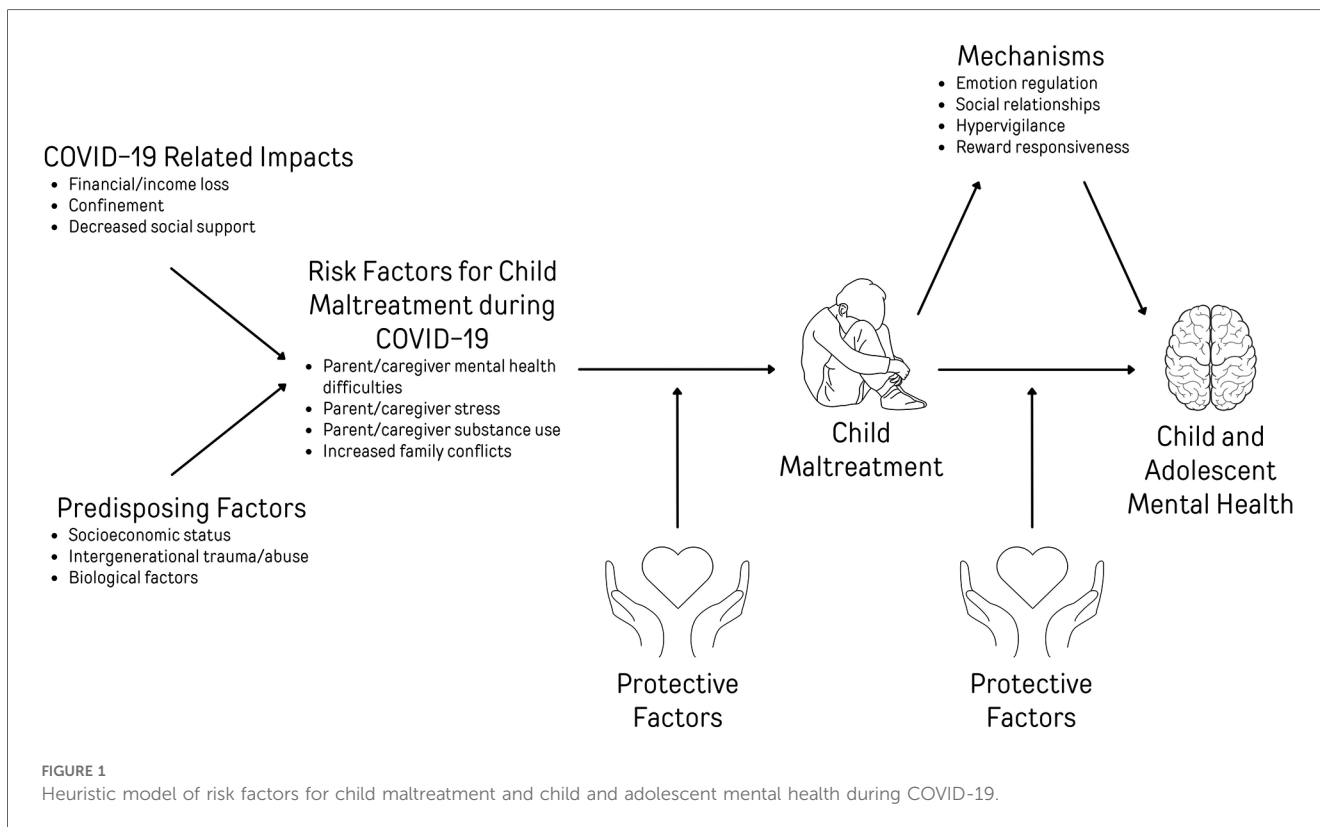 Mechanisms
• Emotion regulation
• Social relationships
• Hypervigilance
• Reward responsiveness
COVID-19 Related Impacts
• Financial/income loss
• Confinement
• Decreased social support
Risk Factors for Child
Maltreatment during
COVID-19
• Parent/caregiver mental health
difficulties
• Parent/caregiver stress
• Parent/caregiver substance use
• Increased family conflicts
Child
Maltreatment
Child and
Adolescent
Mental Health
Predisposing Factors
• Socioeconomic status
• Intergenerational trauma/abuse
• Biological factors
Protective
Factors
Protective
Factors
FIGURE 1
Heuristic model of risk factors for child maltreatment and child and adolescent mental health during COVID-19.